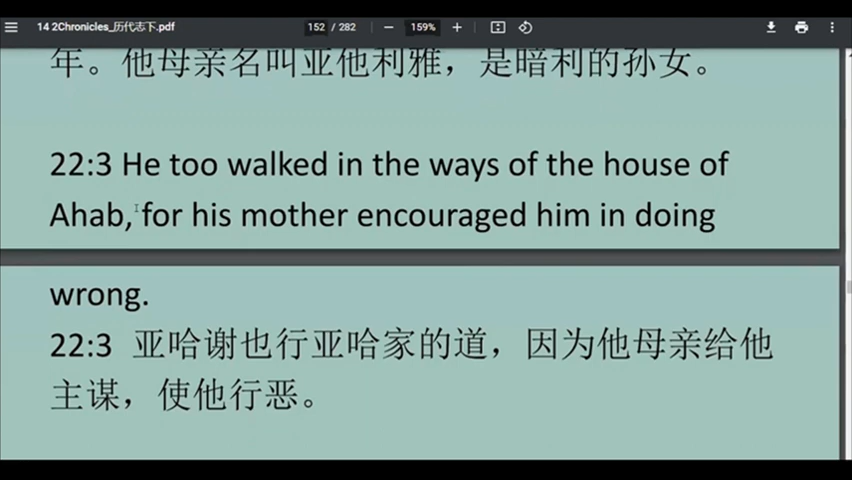 14 2Chronicles_历代志下.pdf
152 / 282
159%
年。他母亲名叫亚他利雅，是暗利的孙女。
22:3 He too walked in the ways of the house of
Ahab, for his mother encouraged him in doing
wrong.
22:3 亚哈谢也行亚哈家的道，因为他母亲给他
主谋，使他行恶。